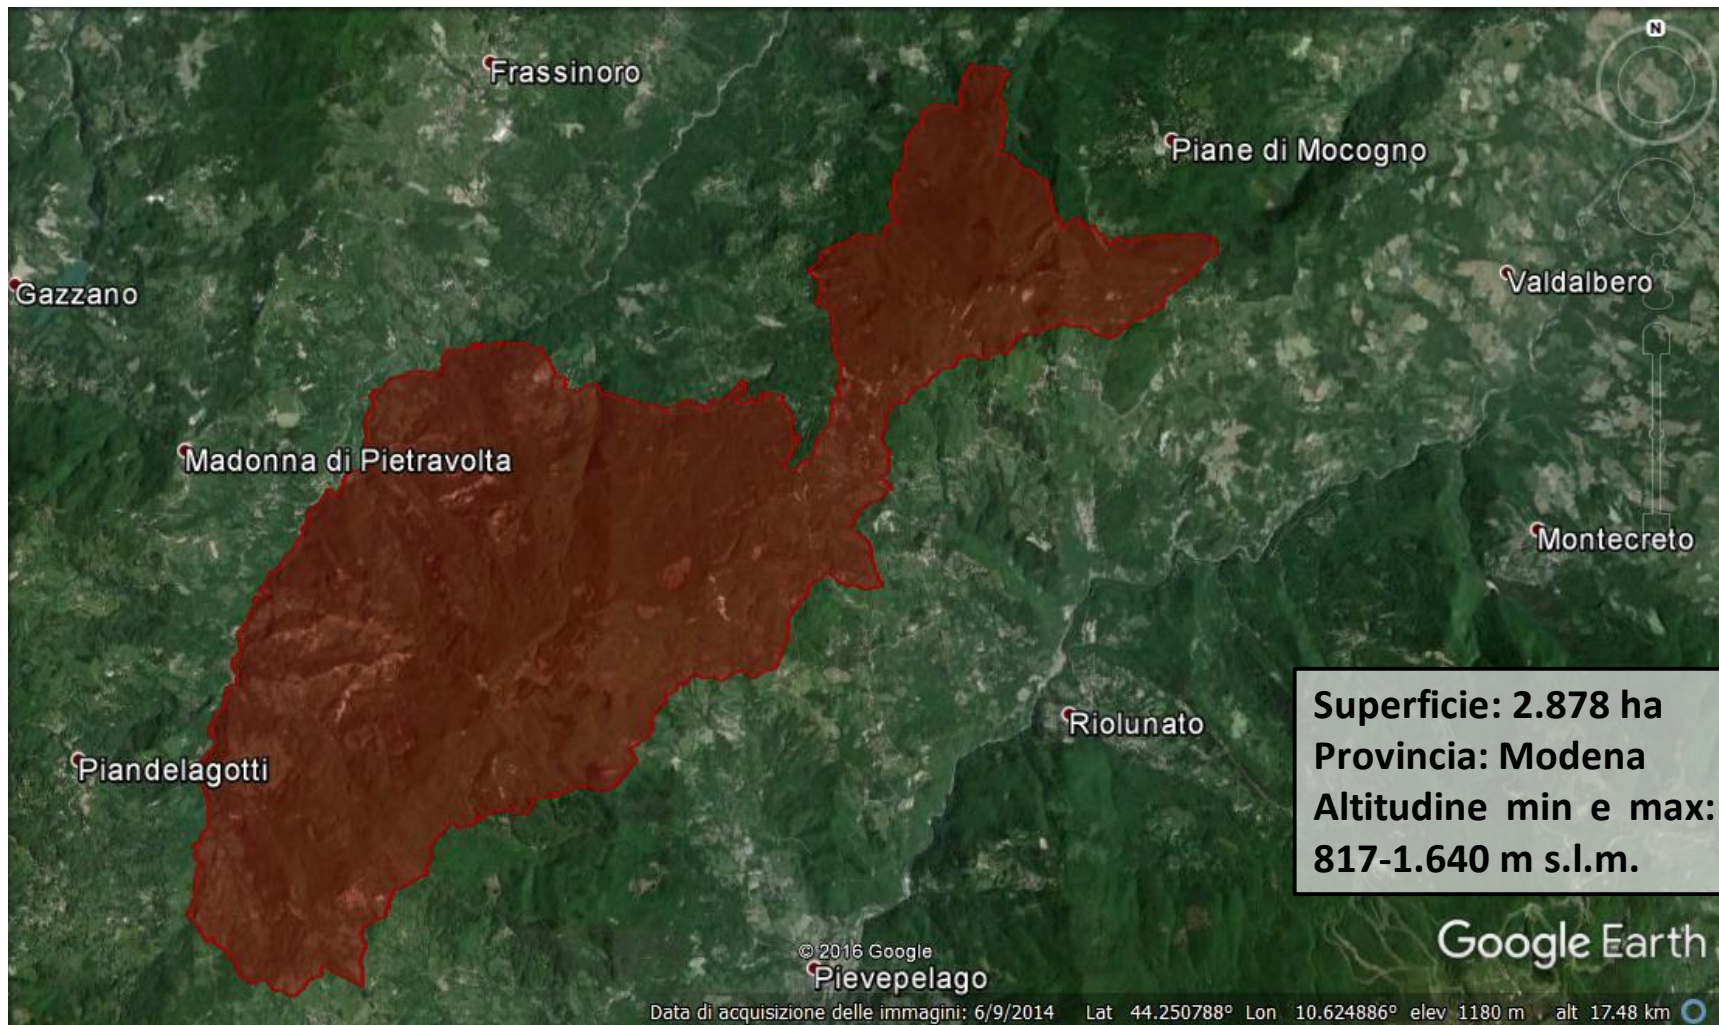 N
Frassinoro
Piane di Mocogno
Gazzano
Valdalbero
Madonna di Pietravolta
Montecreto
Riolunato
Piandelagotti
Superficie: 2.878 ha
Provincia: Modena
Altitudine min e max:
817-1.640 m s.l.m.
Google Earth
© 2016 Google
Pievepelago
Data di acquisizione delle immagini: 6/9/2014 Lat 44.250788° Lon 10.624886° elev 1180 m alt 17.48 km